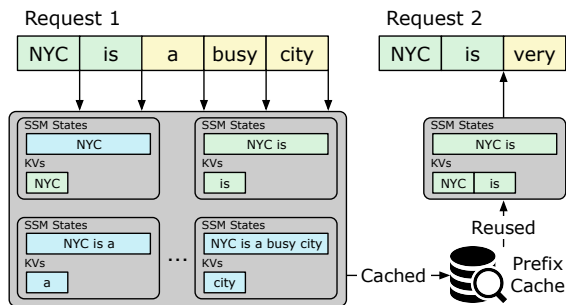 Request 1
NYC is a busy city
SSM States
NYC
KVs
NYC
SSM States
NYC is
KVs
is
SSM States
NYC is a
KVs
a
...
SSM States
NYC is a busy city
KVs
city
Cached
Request 2
NYC is very
SSM States
NYC is
KVs
NYC is
Reused
Prefix
Cache